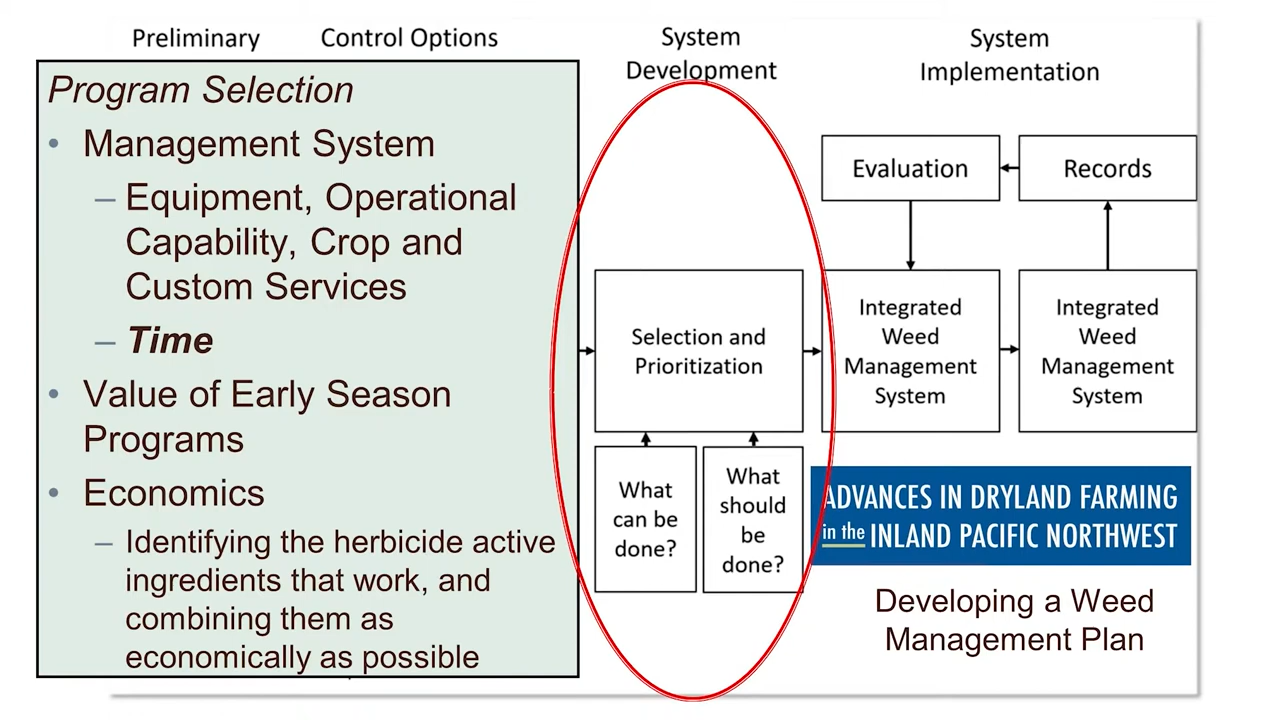 Preliminary
Control Options
System
Development
System
Implementation
Program Selection
• Management System
– Equipment, Operational
Capability, Crop and
Custom Services
– Time
• Value of Early Season
Programs
• Economics
– Identifying the herbicide active
ingredients that work, and
combining them as
economically as possible
Selection and
Prioritization
What
can be
done?
What
should
be
done?
Evaluation
Records
Integrated
Weed
Management
System
Integrated
Weed
Management
System
ADVANCES IN DRYLAND FARMING
in the INLAND PACIFIC NORTHWEST
Developing a Weed
Management Plan